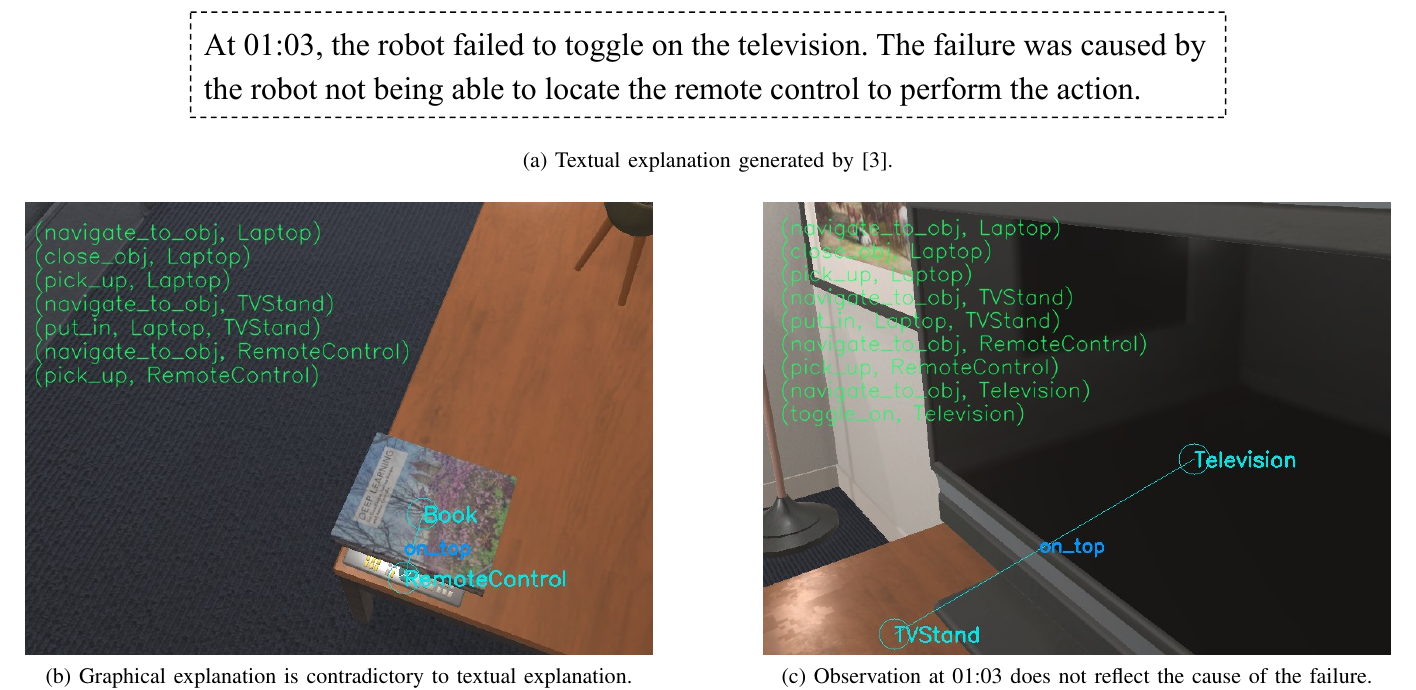 At 01:03, the robot failed to toggle on the television. The failure was caused by
the robot not being able to locate the remote control to perform the action.
(a) Textual explanation generated by [3].
(navigate_to_obj, Laptop)
(close_obj, Laptop)
(pick_up, Laptop)
(navigate_to_obj, TVStand)
(put_in, Laptop, TVStand)
(navigate_to_obj, RemoteControl)
(pick_up, RemoteControl)
DEEP LEARNING
Book
on_top
RemoteControl
(b) Graphical explanation is contradictory to textual explanation.
(navigate_to_obj, Laptop)
(close_obj, Laptop)
(pick_up, Laptop)
(navigate_to_obj, TVStand)
(put_in, Laptop, TVStand)
(navigate_to_obj, RemoteControl)
(pick_up, RemoteControl)
(navigate_to_obj, Television)
(toggle_on, Television)
Television
on_top
TVStand
(c) Observation at 01:03 does not reflect the cause of the failure.